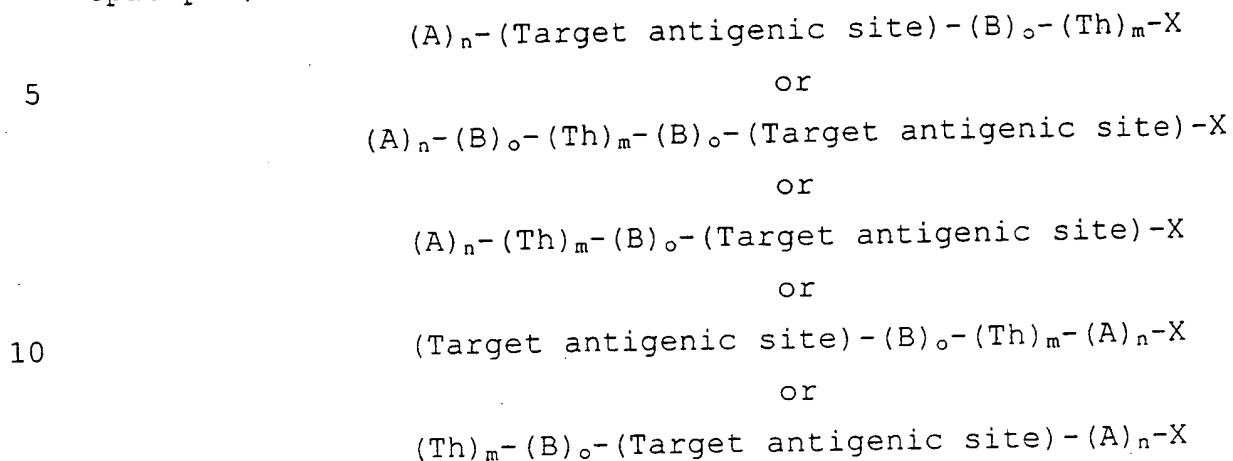 (A)n-(Target antigenic site)-(B)o-(Th)m-X
5 or
(A)n-(B)o-(Th)m-(B)o-(Target antigenic site)-X
or
(A)n-(Th)m-(B)o-(Target antigenic site)-X
or
10 (Target antigenic site)-(B)o-(Th)m-(A)n-X
or
(Th)m-(B)o-(Target antigenic site)-(A)n-X